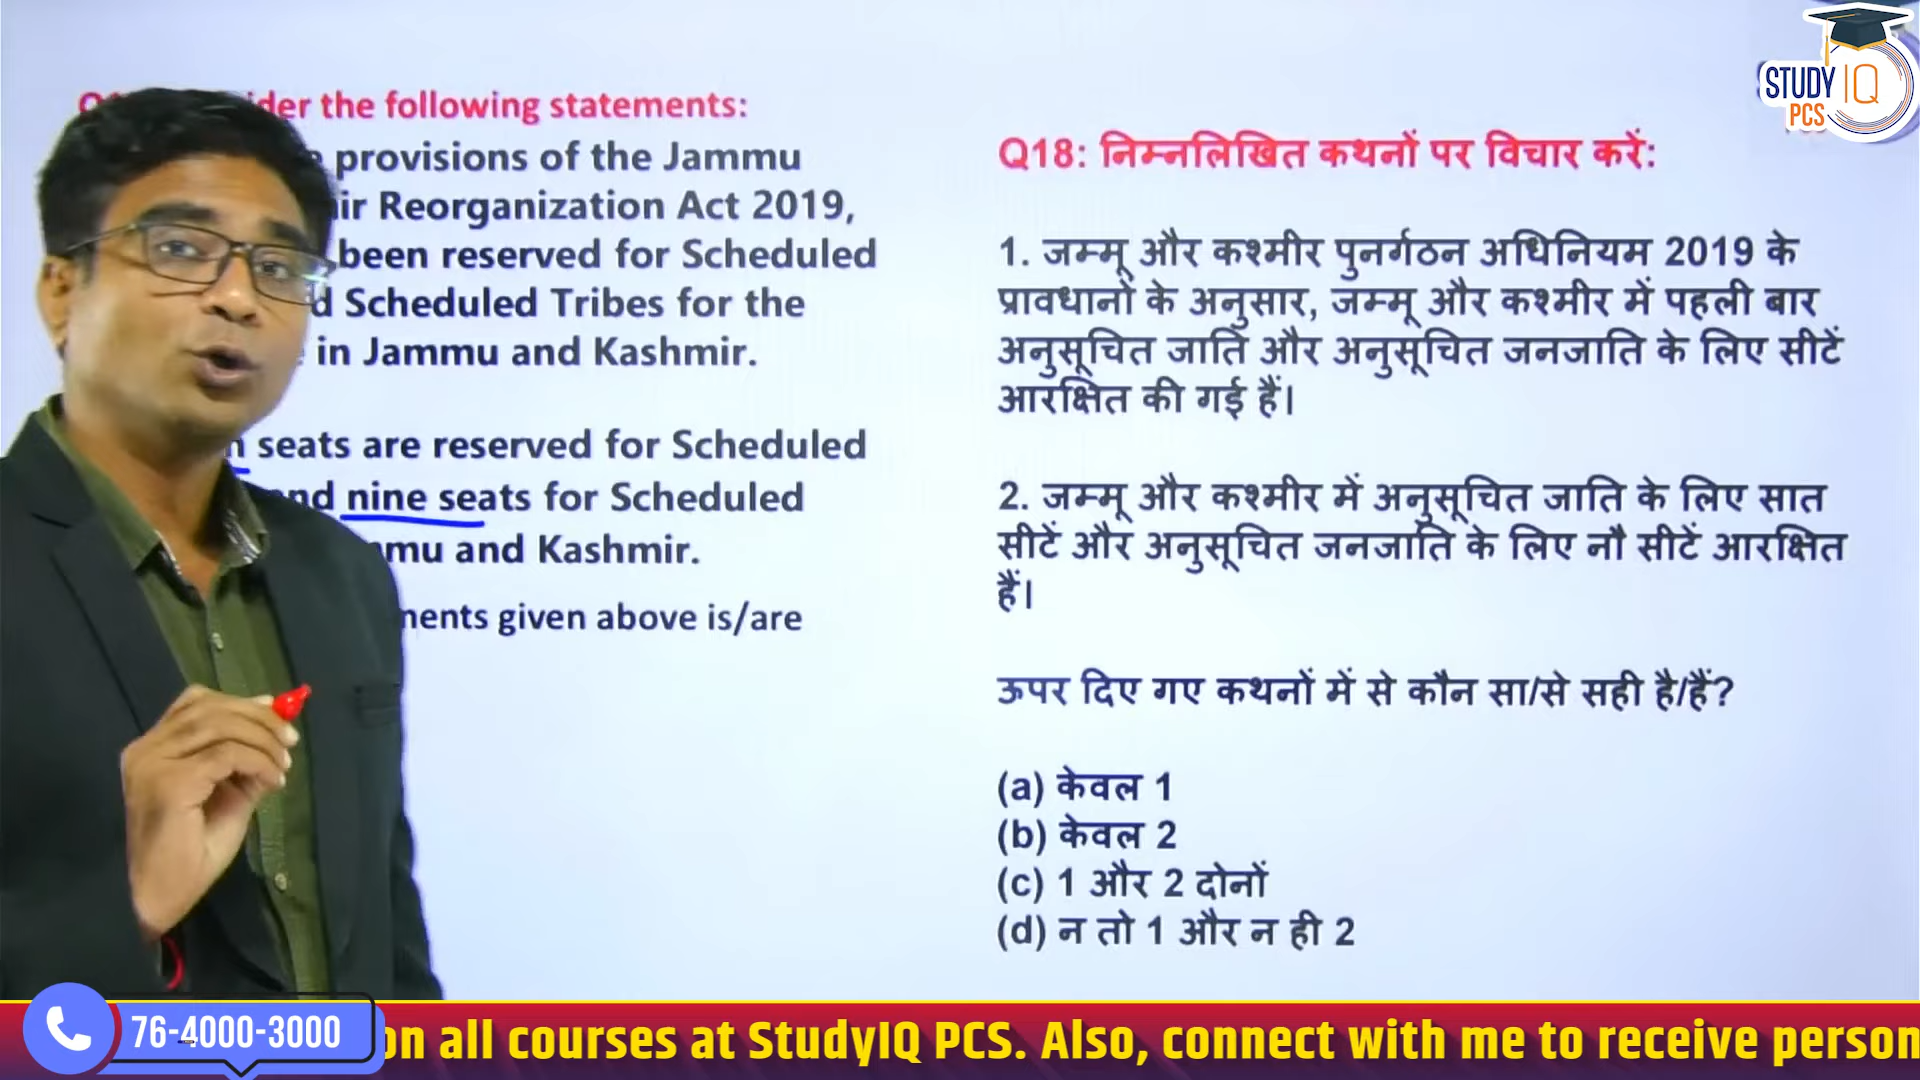 the following statements:
provisions of the Jammu
Reorganization Act 2019,
been reserved for Scheduled
Scheduled Tribes for the
in Jammu and Kashmir.
seats are reserved for Scheduled
nine seats for Scheduled
and Kashmir.
given above is/are
Q18: निम्नलिखित कथनों पर विचार करें:
1. जम्मू और कश्मीर पुनर्गठन अधिनियम 2019 के
प्रावधानों के अनुसार, जम्मू और कश्मीर में पहली बार
अनुसूचित जाति और अनुसूचित जनजाति के लिए सीटें
आरक्षित की गई हैं।
2. जम्मू और कश्मीर में अनुसूचित जाति के लिए सात
सीटें और अनुसूचित जनजाति के लिए नौ सीटें आरक्षित
हैं।
ऊपर दिए गए कथनों में से कौन सा/से सही है/हैं?
(a) केवल 1
(b) केवल 2
(c) 1 और 2 दोनों
(d) न तो 1 और न ही 2
STUDY IQ
PCS
76-4000-3000
on all courses at StudyIQ PCS. Also, connect with me to receive person